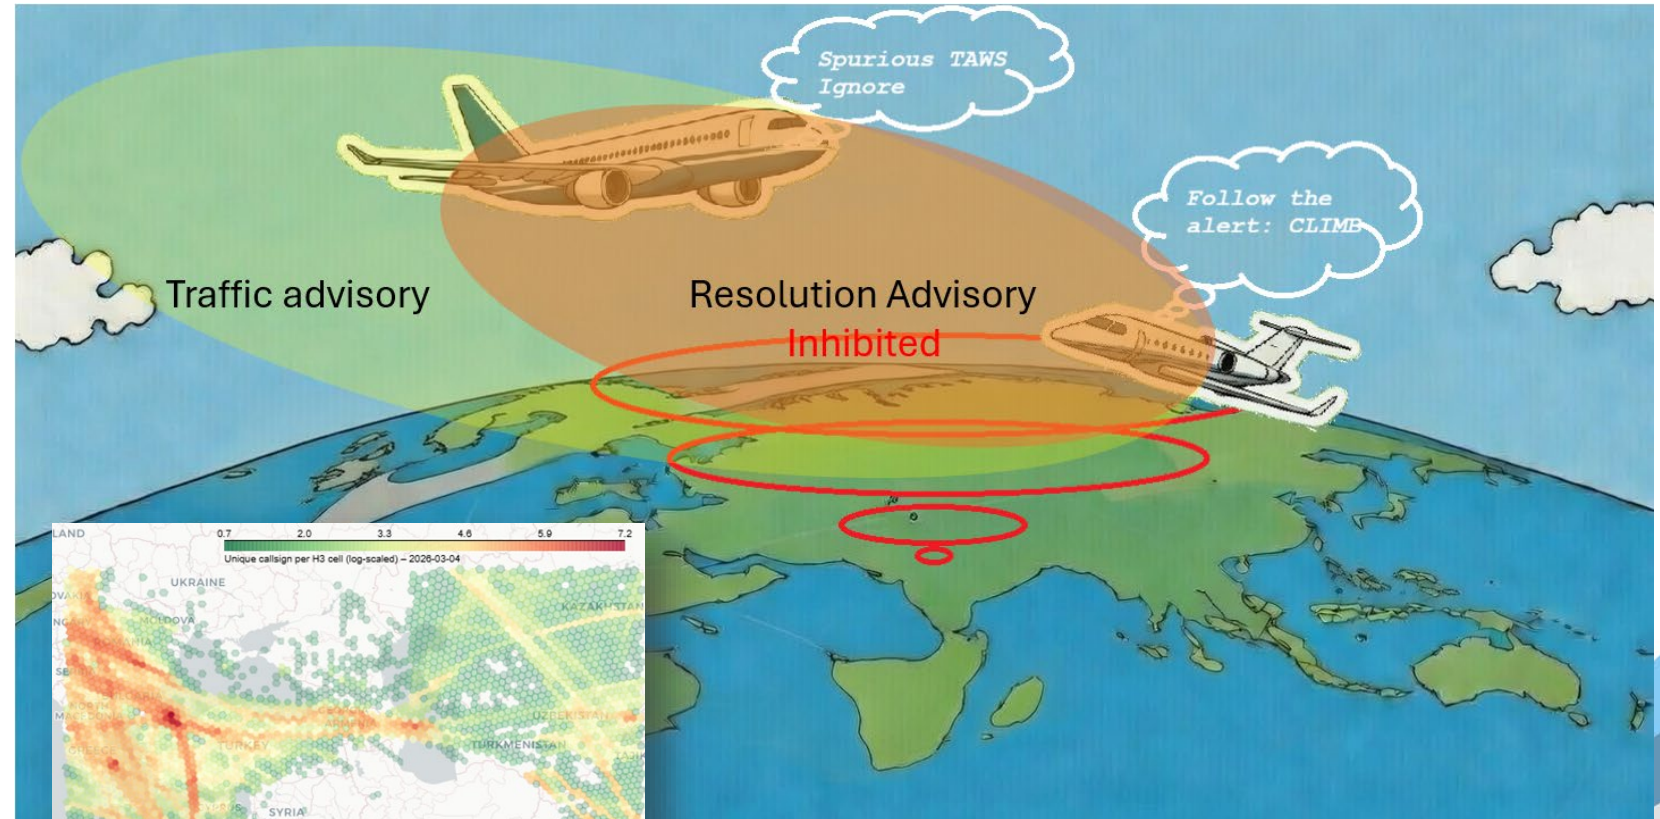 Spurious TAWS
Ignore
Follow the
alert: CLIMB
Traffic advisory
Resolution Advisory
Inhibited
0.7 2.0 3.3 4.6 5.9 7.2
Unique callsign per H3 cell (log-scaled) – 2026-03-04
LAND
UKRAINE
KAZAKHSTAN
MOLDOVA
NORTH
ARMENIA
UZBEKISTAN
TURKEY
TURKMENISTAN
GREECE
SYRIA